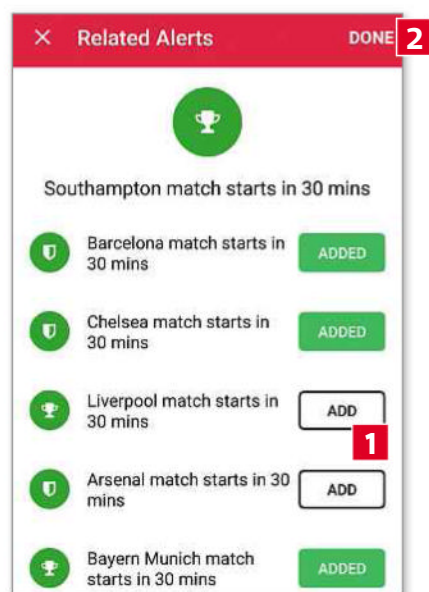 × Related Alerts DONE 2
Southampton match starts in 30 mins
Barcelona match starts in
30 mins
ADDED
Chelsea match starts in
30 mins
ADDED
Liverpool match starts in
30 mins
ADD
1
Arsenal match starts in 30
mins
ADD
Bayern Munich match
starts in 30 mins
ADDED